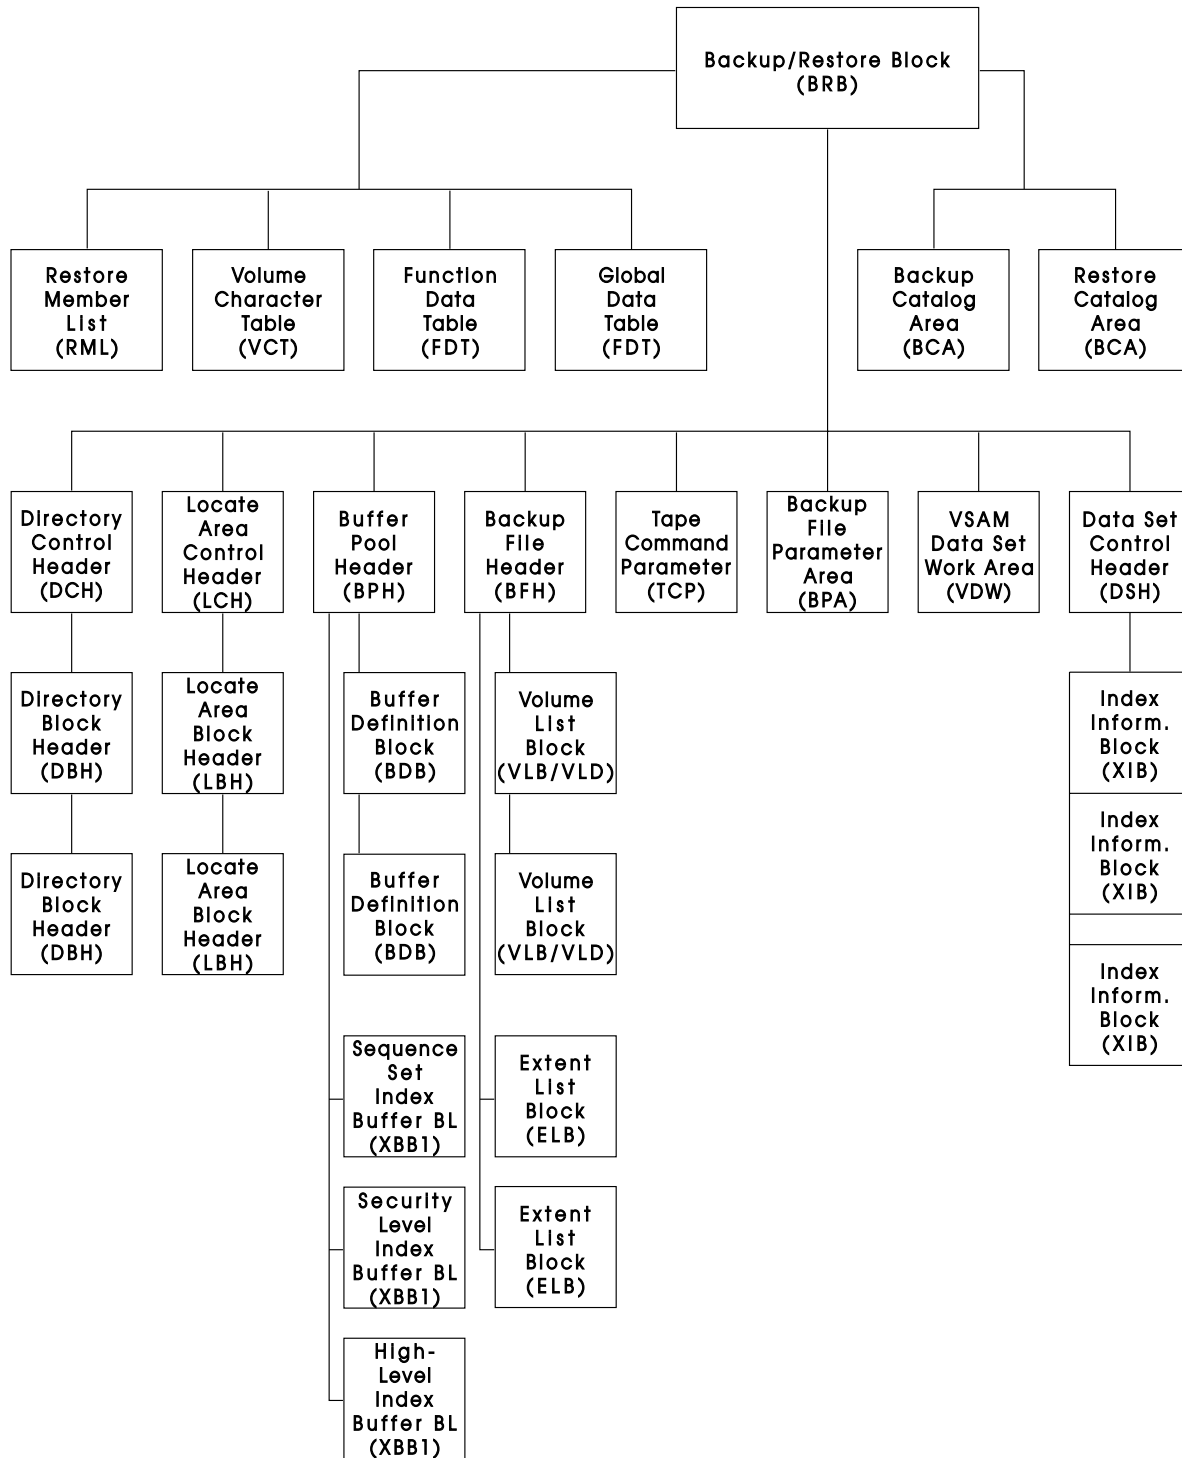 Backup/Restore Block
(BRB)
Restore
Member
List
(RML)
Volume
Character
Table
(VCT)
Function
Data
Table
(FDT)
Global
Data
Table
(FDT)
Backup
Catalog
Area
(BCA)
Restore
Catalog
Area
(BCA)
Directory
Control
Header
(DCH)
Locate
Area
Control
Header
(LCH)
Buffer
Pool
Header
(BPH)
Backup
File
Header
(BFH)
Tape
Command
Parameter
(TCP)
Backup
File
Parameter
Area
(BPA)
VSAM
Data Set
Work Area
(VDW)
Data Set
Control
Header
(DSH)
Directory
Block
Header
(DBH)
Locate
Area
Block
Header
(LBH)
Buffer
Definition
Block
(BDB)
Volume
List
Block
(VLB/VLD)
Index
Inform.
Block
(XIB)
Index
Inform.
Block
(XIB)
Directory
Block
Header
(DBH)
Locate
Area
Block
Header
(LBH)
Buffer
Definition
Block
(BDB)
Volume
List
Block
(VLB/VLD)
Index
Inform.
Block
(XIB)
Sequence
Set
Index
Buffer BL
(XBB1)
Extent
List
Block
(ELB)
Security
Level
Index
Buffer BL
(XBB1)
Extent
List
Block
(ELB)
High-
Level
Index
Buffer BL
(XBB1)